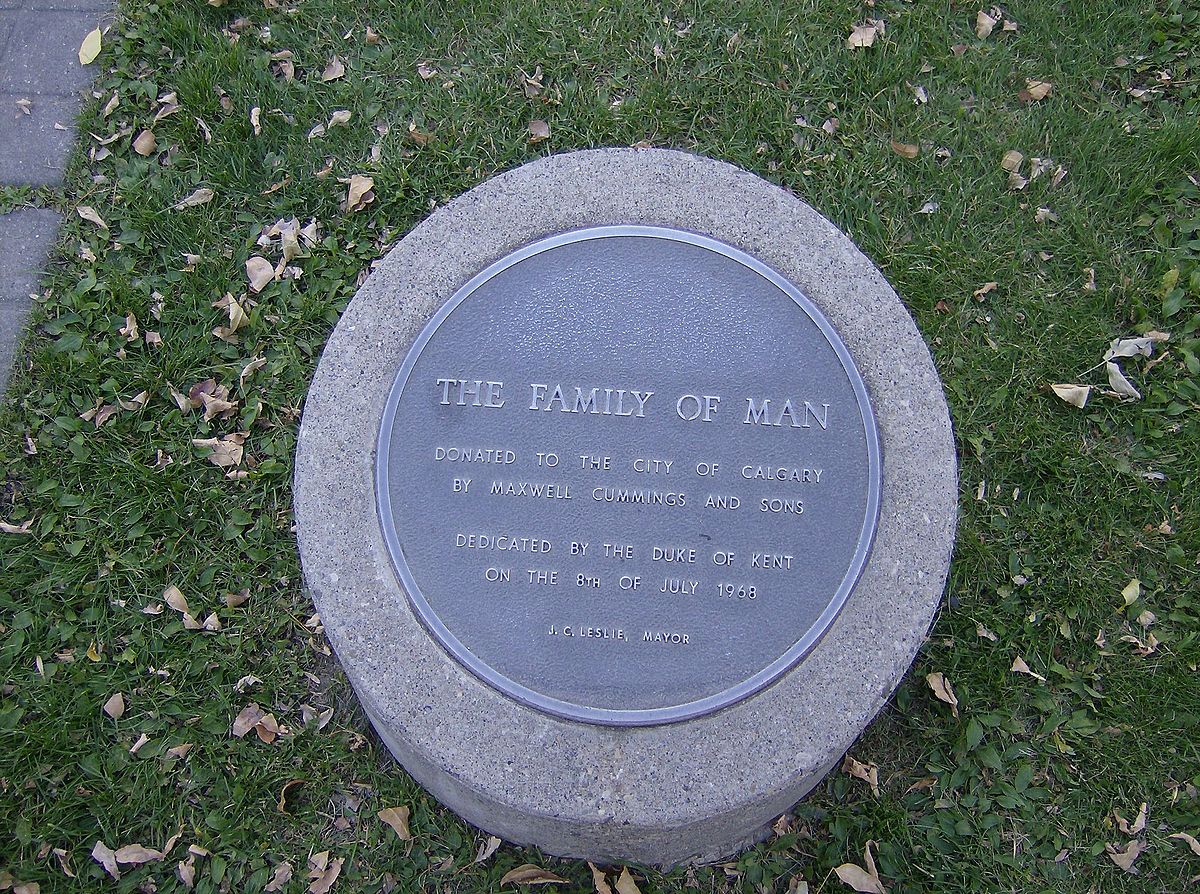 THE FAMILY OF MAN
DONATED TO THE CITY OF CALGARY
BY MAXWELL CUMMINGS AND SONS
DEDICATED BY THE DUKE OF KENT
ON THE 8TH OF JULY 1968
J. C. LESLIE, MAYOR